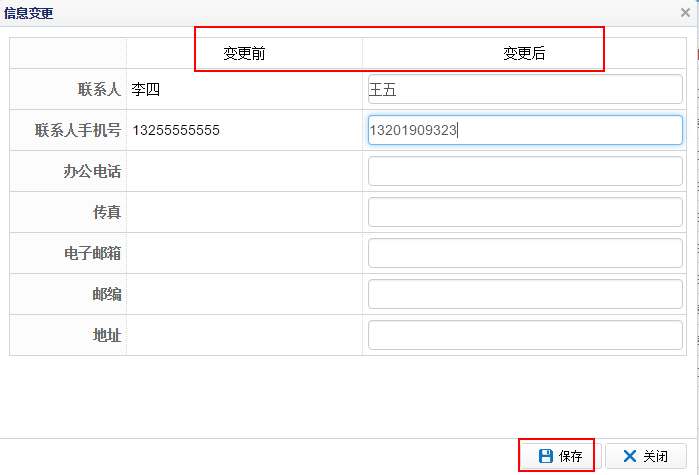 信息变更
变更前 变更后
联系人 李四 王五
联系人手机号 13255555555 13201909323
办公电话
传真
电子邮箱
邮编
地址
保存 关闭